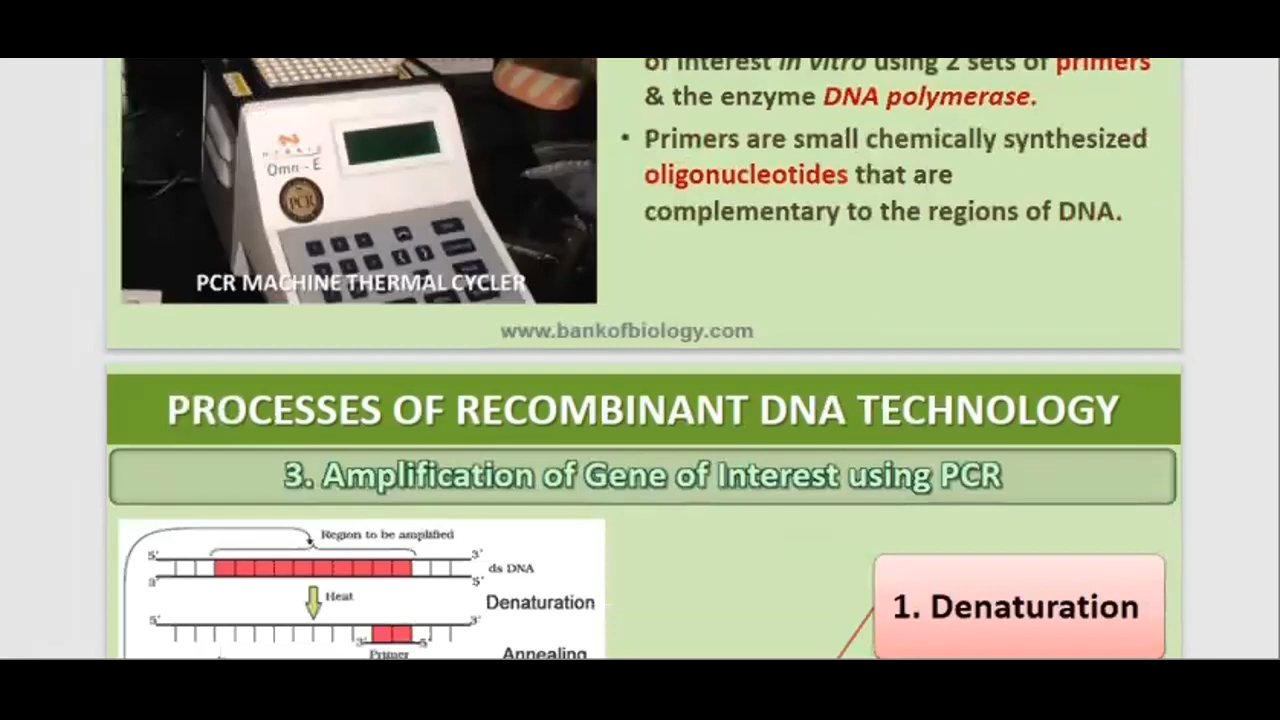 of interest in vitro using 2 sets of primers
& the enzyme DNA polymerase.
• Primers are small chemically synthesized
oligonucleotides that are
complementary to the regions of DNA.
HYBAID
Omn - E
PCR
PCR MACHINE THERMAL CYCLER
www.bankofbiology.com
PROCESSES OF RECOMBINANT DNA TECHNOLOGY
3. Amplification of Gene of Interest using PCR
Region to be amplified
5' 3'
ds DNA
3' 5'
Heat
Denaturation
5' 3'
3' 5'
Primer
Annealing
1. Denaturation